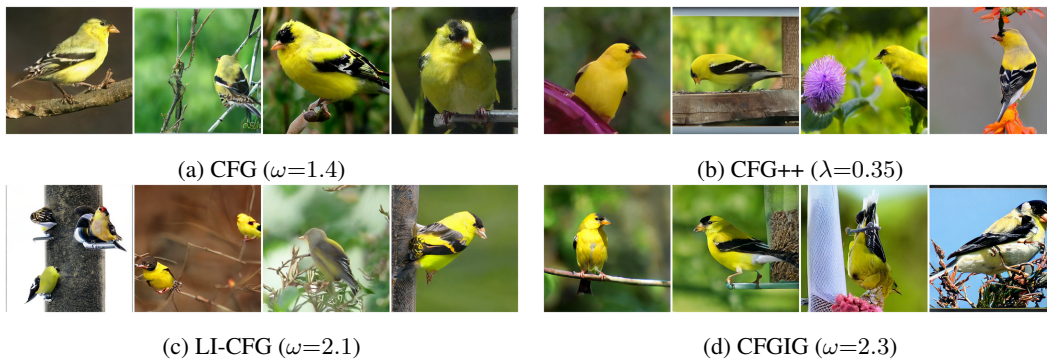 (a) CFG (ω=1.4)
(b) CFG++ (λ=0.35)
(c) LI-CFG (ω=2.1)
(d) CFGIG (ω=2.3)